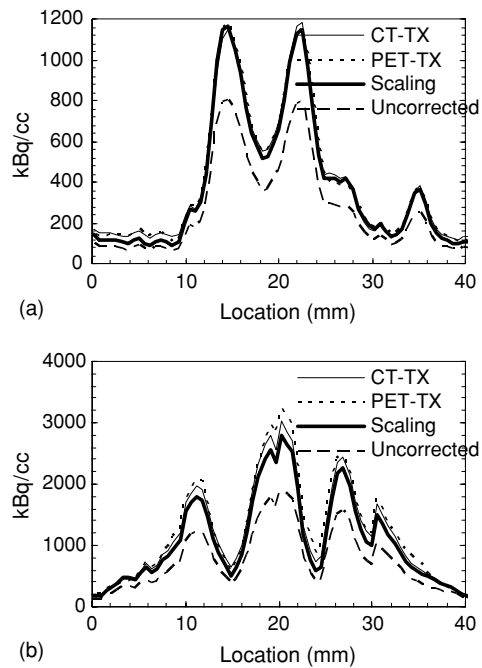 1200
1000
800
600
400
200
0
kBq/cc
CT-TX
PET-TX
Scaling
Uncorrected
0 10 20 30 40
(a) Location (mm)
4000
3000
2000
1000
0
kBq/cc
CT-TX
PET-TX
Scaling
Uncorrected
0 10 20 30 40
(b) Location (mm)